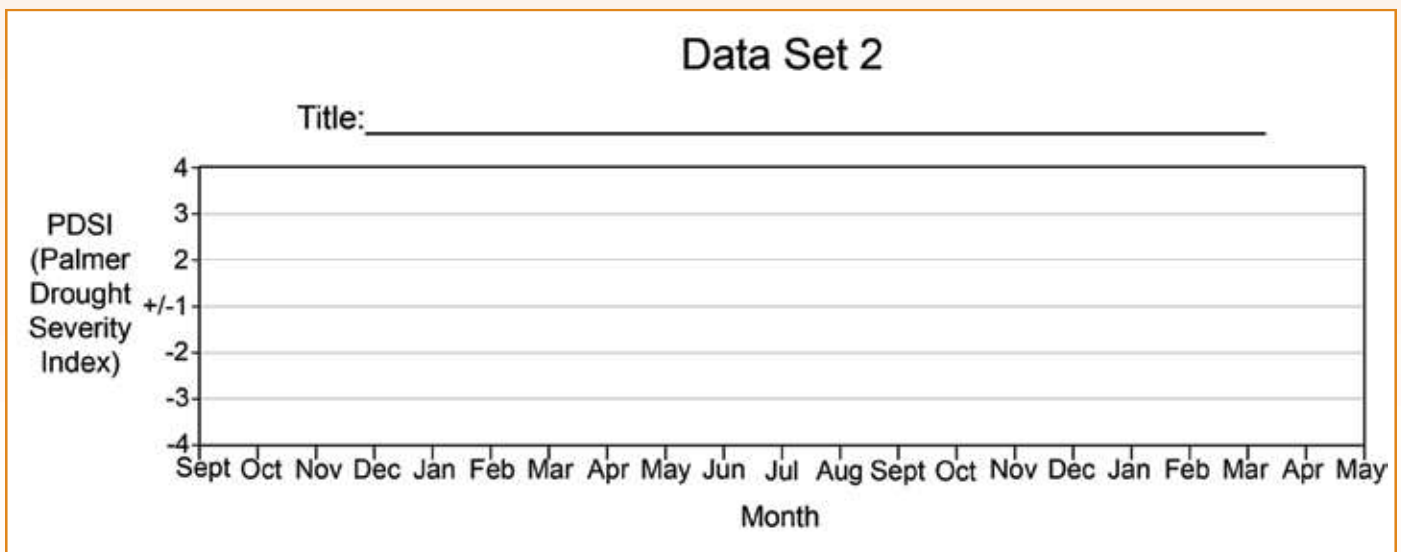 Data Set 2
Title:
4
3
2
+/-1
-2
-3
-4
PDSI
(Palmer
Drought
Severity
Index)
Sept Oct Nov Dec Jan Feb Mar Apr May Jun Jul Aug Sept Oct Nov Dec Jan Feb Mar Apr May
Month